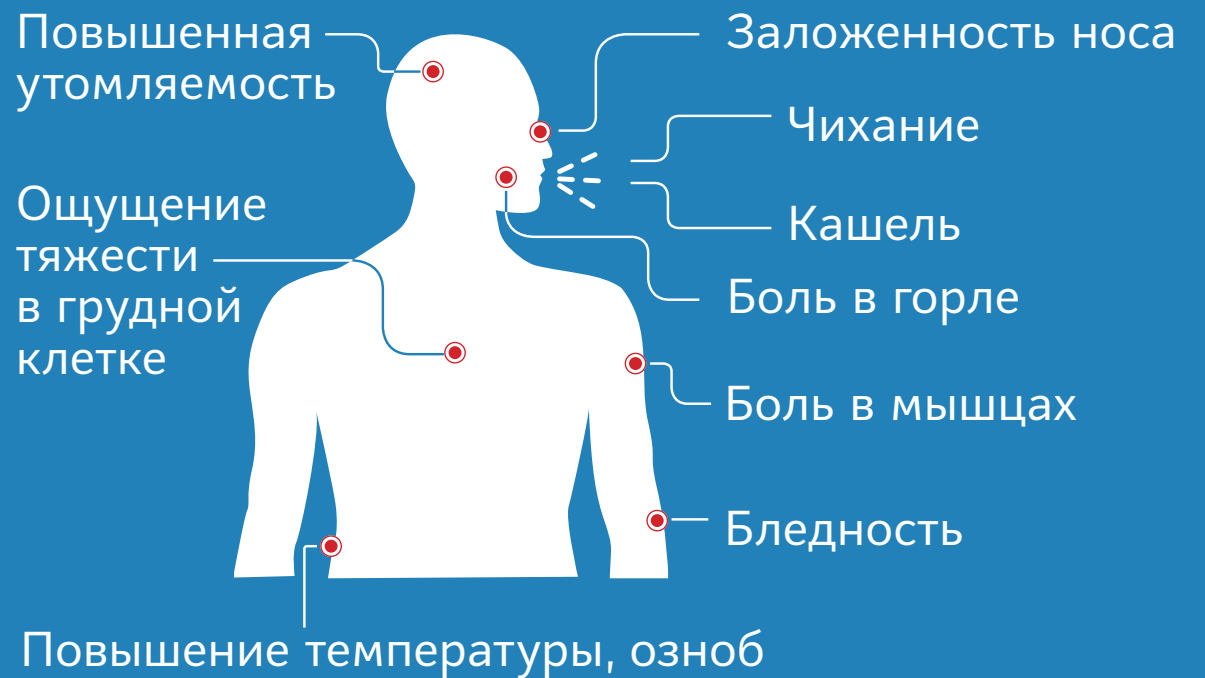 Повышенная
утомляемость
Ощущение
тяжести
в грудной
клетке
Заложенность носа
Чихание
Кашель
Боль в горле
Боль в мышцах
Бледность
Повышение температуры, озноб